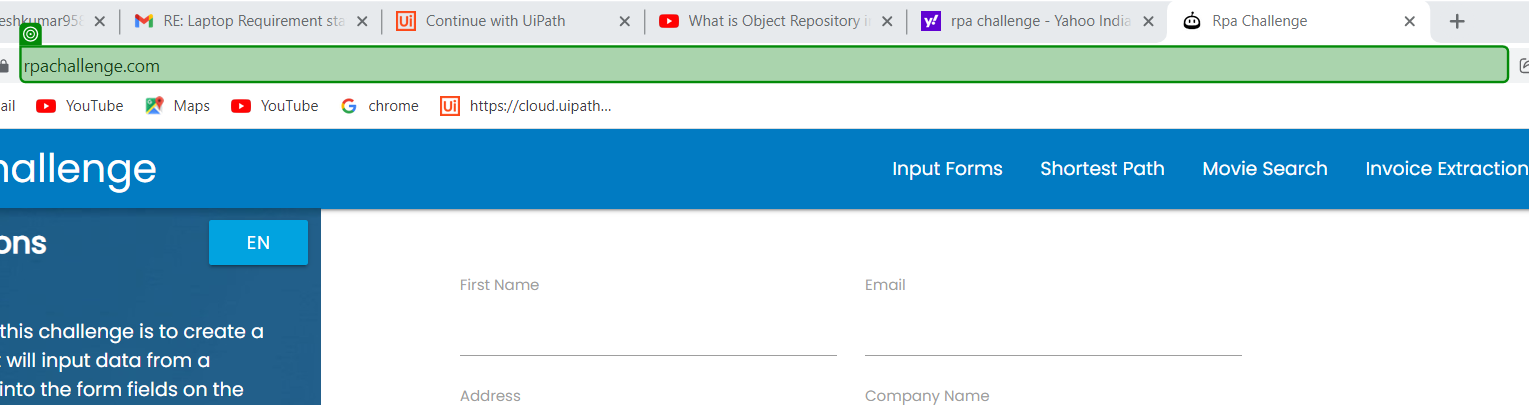 eshkumar958 RE: Laptop Requirement sta Continue with UiPath What is Object Repository in rpa challenge - Yahoo India Rpa Challenge
rpachallenge.com
ail YouTube Maps YouTube chrome https://cloud.uipath...
hallenge Input Forms Shortest Path Movie Search Invoice Extraction
ons EN
First Name Email
this challenge is to create a
t will input data from a
into the form fields on the
Address Company Name